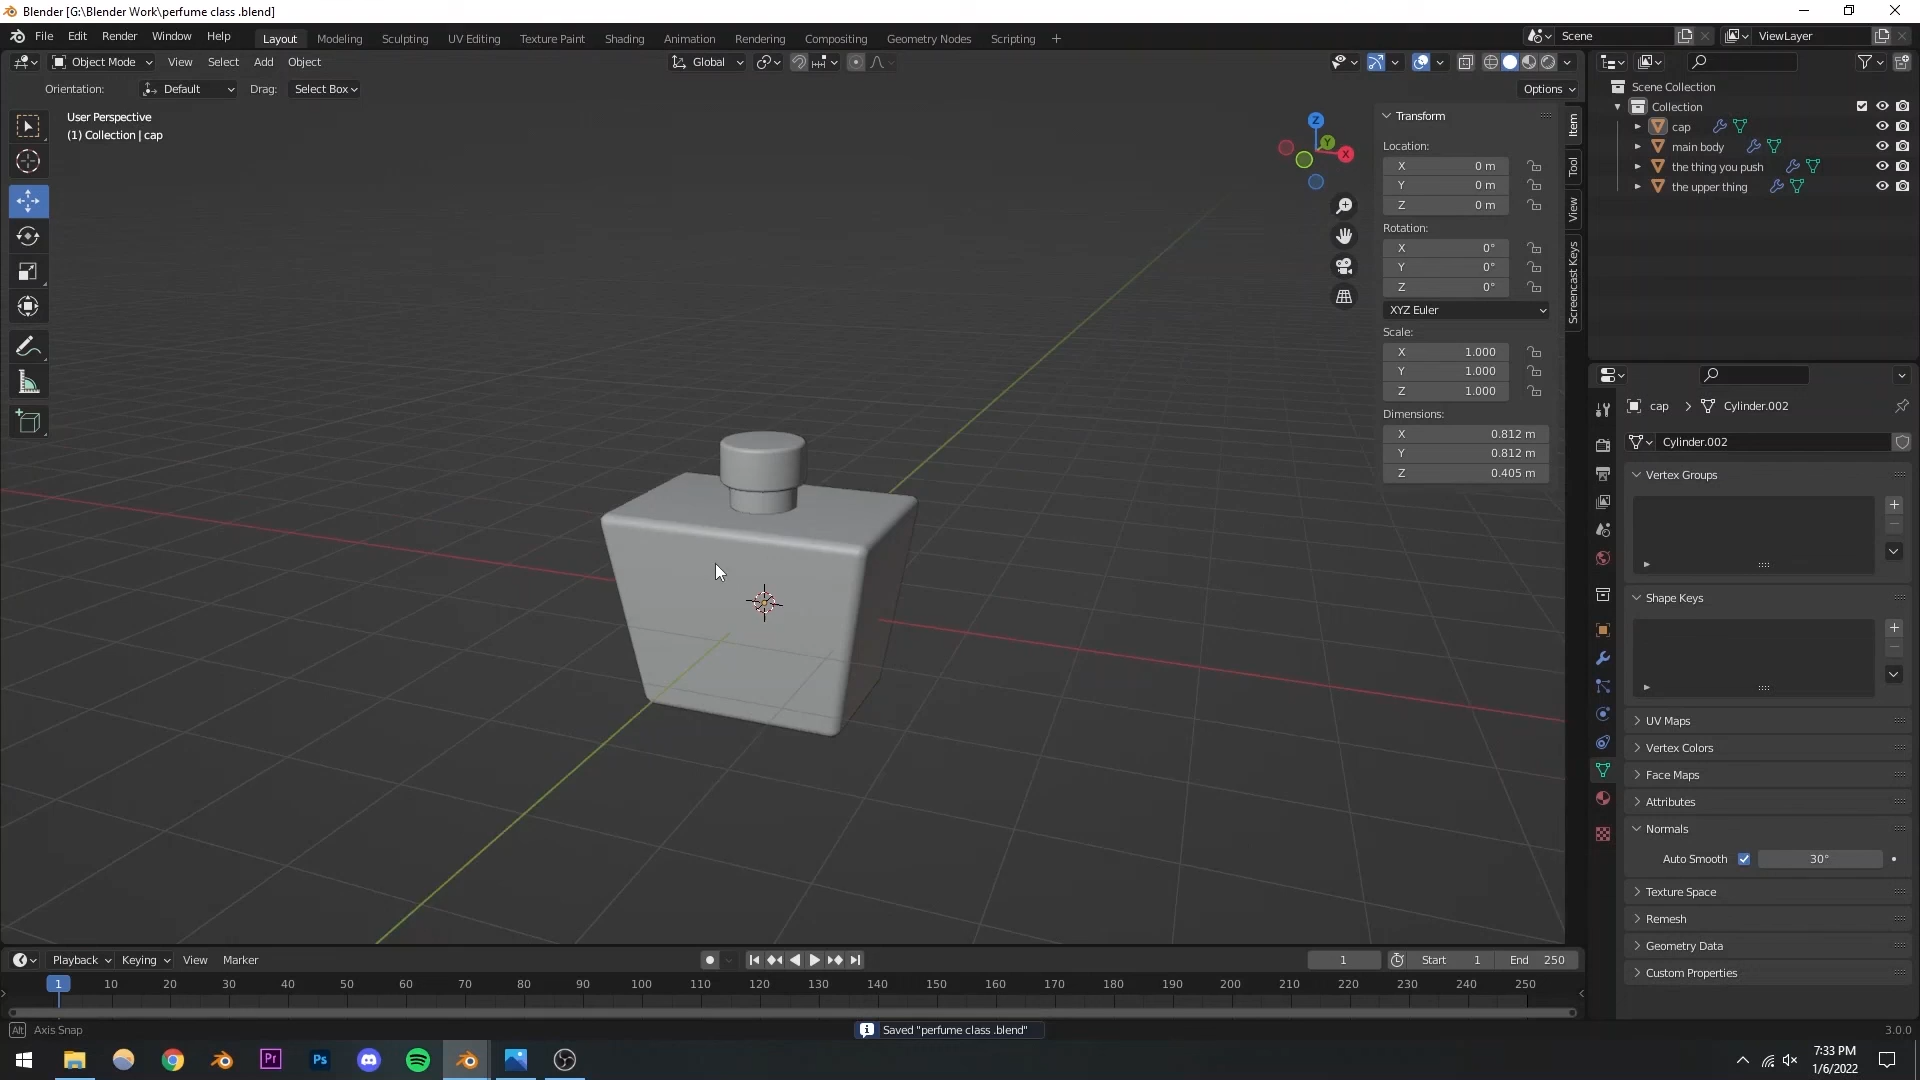 Blender [G:\Blender Work\perfume class .blend]
File Edit Render Window Help Layout Modeling Sculpting UV Editing Texture Paint Shading Animation Rendering Compositing Geometry Nodes Scripting + Scene ViewLayer
Object Mode View Select Add Object Global
Orientation: Default Drag: Select Box Options
User Perspective
(1) Collection | cap
Z
Y
X
Transform
Location:
X 0 m
Y 0 m
Z 0 m
Rotation:
X 0°
Y 0°
Z 0°
XYZ Euler
Scale:
X 1.000
Y 1.000
Z 1.000
Dimensions:
X 0.812 m
Y 0.812 m
Z 0.405 m
Item
Tool
View
Screencast Keys
Scene Collection
Collection
cap
main body
the thing you push
the upper thing
cap > Cylinder.002
Cylinder.002
Vertex Groups
Shape Keys
UV Maps
Vertex Colors
Face Maps
Attributes
Normals
Auto Smooth 30°
Texture Space
Remesh
Geometry Data
Custom Properties
Playback Keying View Marker 1 Start 1 End 250
1 10 20 30 40 50 60 70 80 90 100 110 120 130 140 150 160 170 180 190 200 210 220 230 240 250
Alt Axis Snap Saved "perfume class .blend" 3.0.0
Pr Ps
7:33 PM
1/6/2022